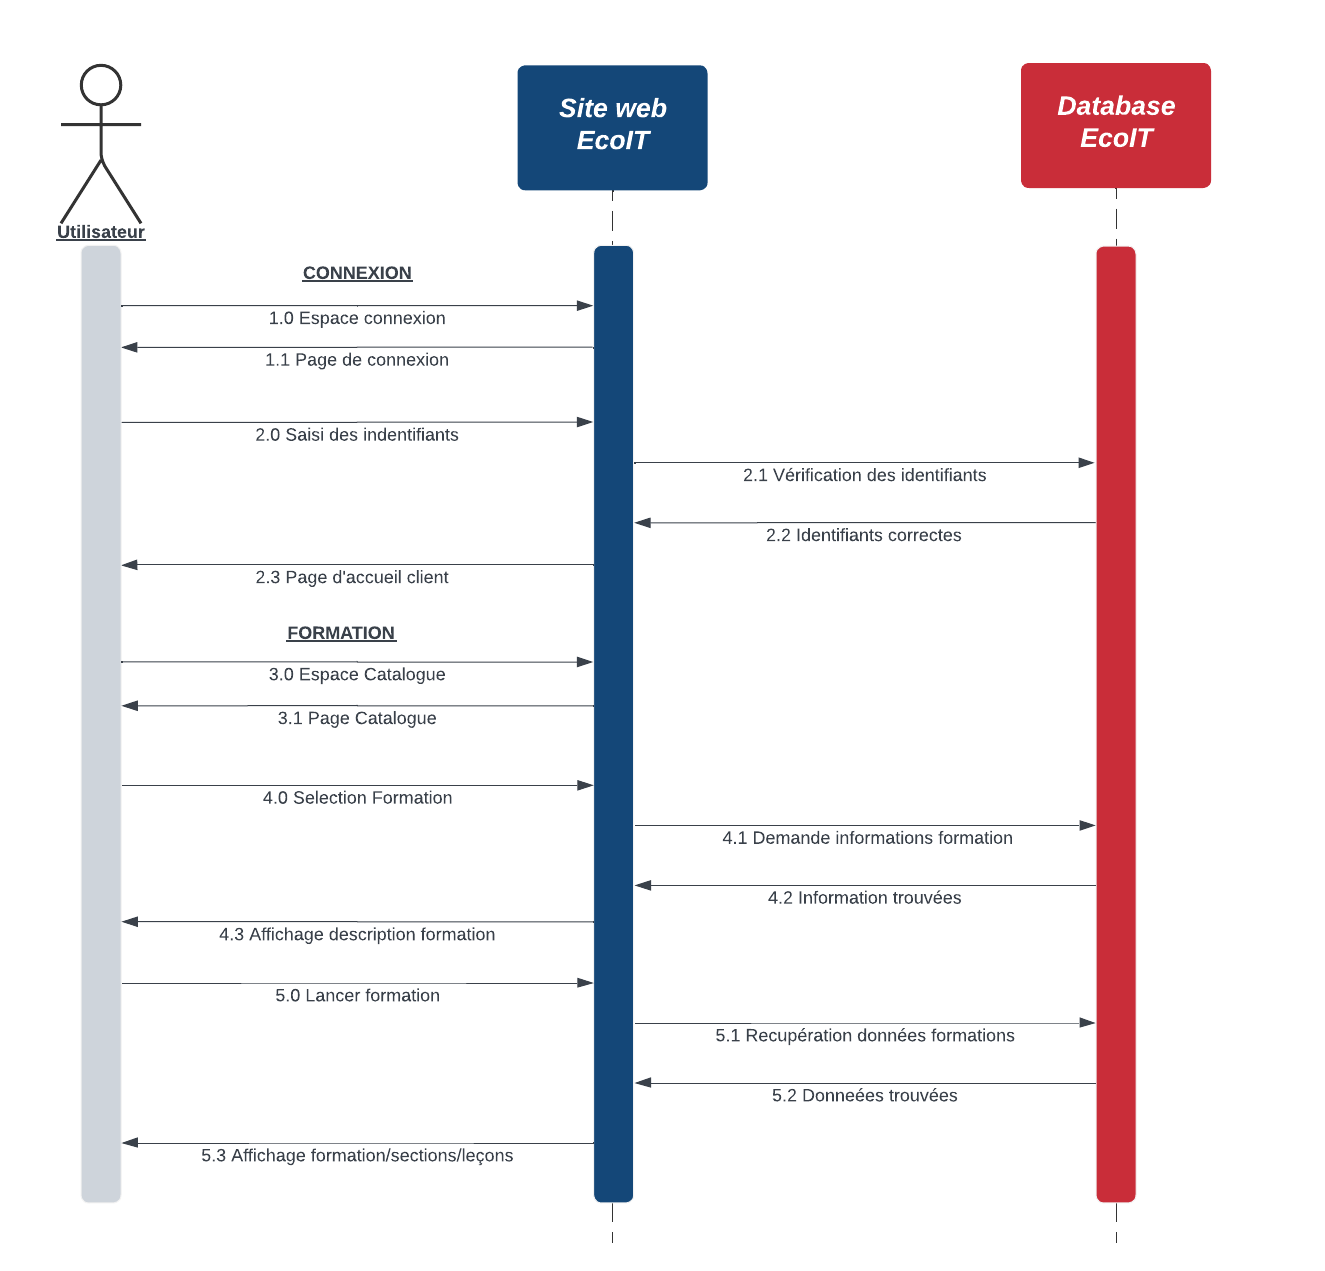 Site web
EcoIT
Database
EcoIT
Utilisateur
CONNEXION
1.0 Espace connexion
1.1 Page de connexion
2.0 Saisi des indentifiants
2.1 Vérification des identifiants
2.2 Identifiants correctes
2.3 Page d'accueil client
FORMATION
3.0 Espace Catalogue
3.1 Page Catalogue
4.0 Selection Formation
4.1 Demande informations formation
4.2 Information trouvées
4.3 Affichage description formation
5.0 Lancer formation
5.1 Recupération données formations
5.2 Donneées trouvées
5.3 Affichage formation/sections/leçons